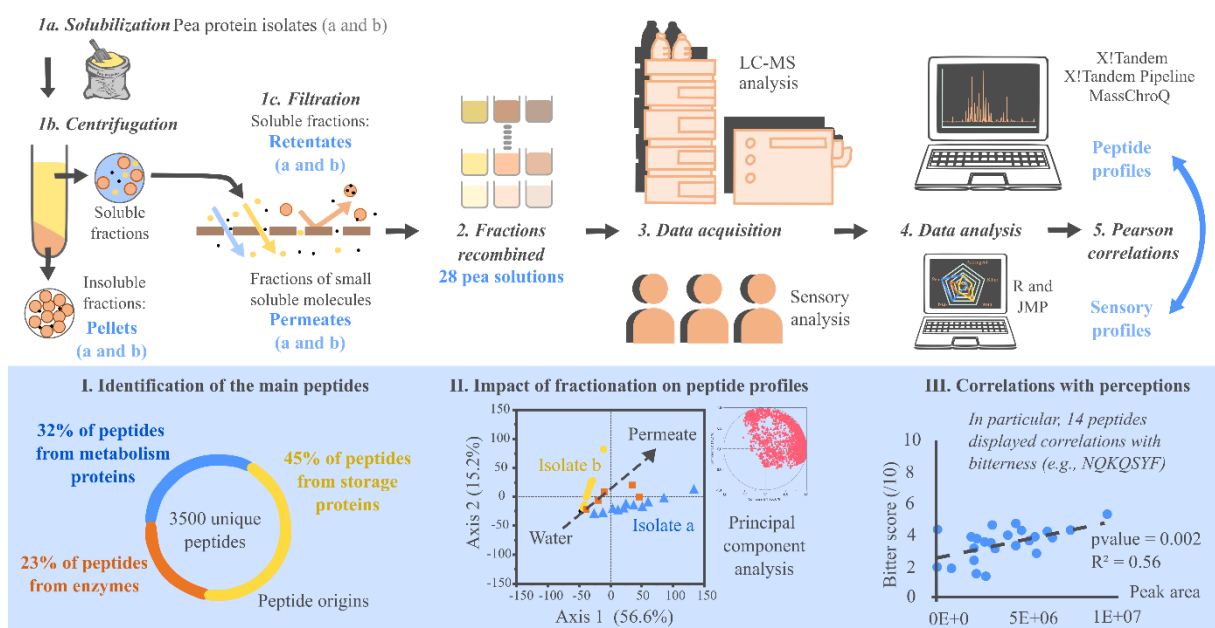 1a. Solubilization Pea protein isolates (a and b)
1b. Centrifugation
Soluble
fractions
Insoluble
fractions:
Pellets
(a and b)
1c. Filtration
Soluble fractions:
Retentates
(a and b)
Fractions of small
soluble molecules
Permeates
(a and b)
2. Fractions
recombined
28 pea solutions
LC-MS
analysis
3. Data acquisition
Sensory
analysis
X!Tandem
X!Tandem Pipeline
MassChroQ
4. Data analysis
R and
JMP
Peptide
profiles
5. Pearson
correlations
Sensory
profiles
I. Identification of the main peptides
32% of peptides
from metabolism
proteins
45% of peptides
from storage
proteins
3500 unique
peptides
23% of peptides
from enzymes
Peptide origins
II. Impact of fractionation on peptide profiles
Axis 2 (15.2%)
150
100
50
0
-50
-100
-150
-150 -100 -50 0 50 100 150
Axis 1 (56.6%)
Permeate
Isolate b
Water
Isolate a
Principal
component
analysis
III. Correlations with perceptions
In particular, 14 peptides
displayed correlations with
bitterness (e.g., NQKQSYF)
Bitter score (/10)
10
8
6
4
2
0
pvalue = 0.002
R² = 0.56
Peak area
0E+0 5E+06 1E+07